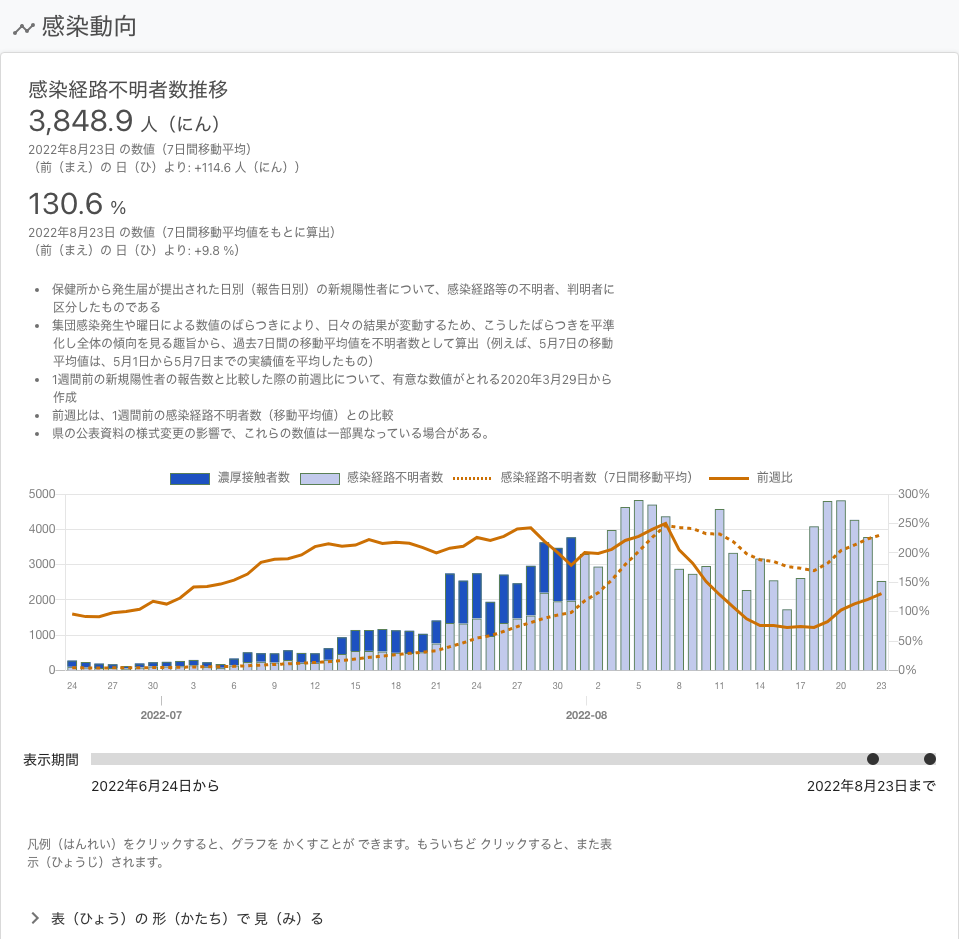 感染動向
感染経路不明者数推移
3,848.9 人（にん）
2022年8月23日 の数値（7日間移動平均）
（前（まえ）の 日（ひ）より: +114.6 人（にん））
130.6 %
2022年8月23日 の数値（7日間移動平均値をもとに算出）
（前（まえ）の 日（ひ）より: +9.8 %）
• 保健所から発生届が提出された日別（報告日別）の新規陽性者について、感染経路等の不明者、判明者に
区分したものである
• 集団感染発生や曜日による数値のばらつきにより、日々の結果が変動するため、こうしたばらつきを平準
化し全体の傾向を見る趣旨から、過去7日間の移動平均値を不明者数として算出（例えば、5月7日の移動
平均値は、5月1日から5月7日までの実績値を平均したもの）
• 1週間前の新規陽性者の報告数と比較した際の前週比について、有意な数値がとれる2020年3月29日から
作成
• 前週比は、1週間前の感染経路不明者数（移動平均値）との比較
• 県の公表資料の様式変更の影響で、これらの数値は一部異なっている場合がある。
濃厚接触者数 感染経路不明者数 感染経路不明者数（7日間移動平均） 前週比
5000 300%
250%
4000
200%
3000
150%
2000
100%
1000
50%
0 0%
24 27 30 3 6 9 12 15 18 21 24 27 30 2 5 8 11 14 17 20 23
2022-07 2022-08
表示期間
2022年6月24日から 2022年8月23日まで
凡例（はんれい）をクリックすると、グラフを かくすことが できます。もういちど クリックすると、また表
示（ひょうじ）されます。
表（ひょう）の 形（かたち）で 見（み）る